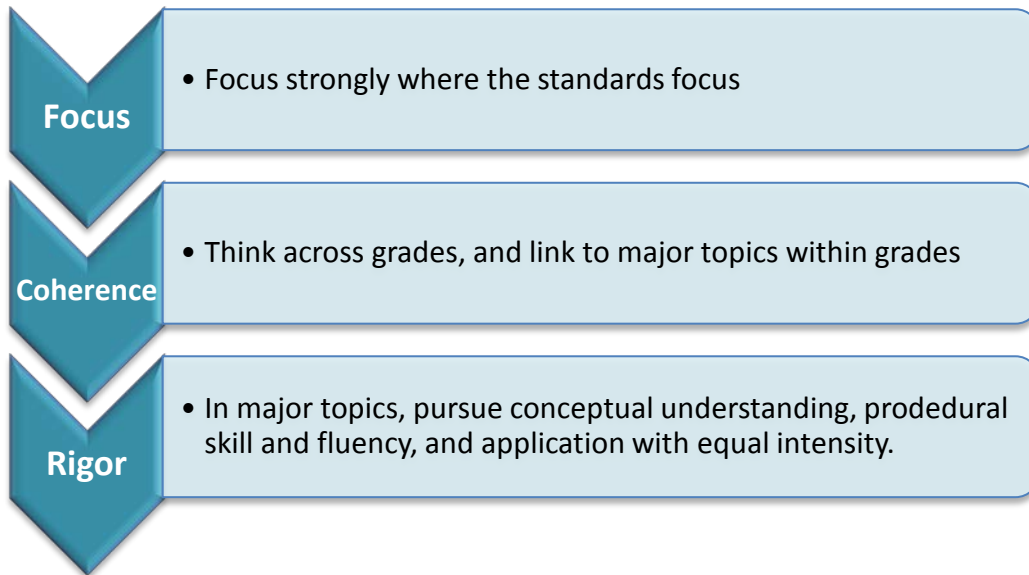 Focus
• Focus strongly where the standards focus
Coherence
• Think across grades, and link to major topics within grades
Rigor
• In major topics, pursue conceptual understanding, prodedural
skill and fluency, and application with equal intensity.